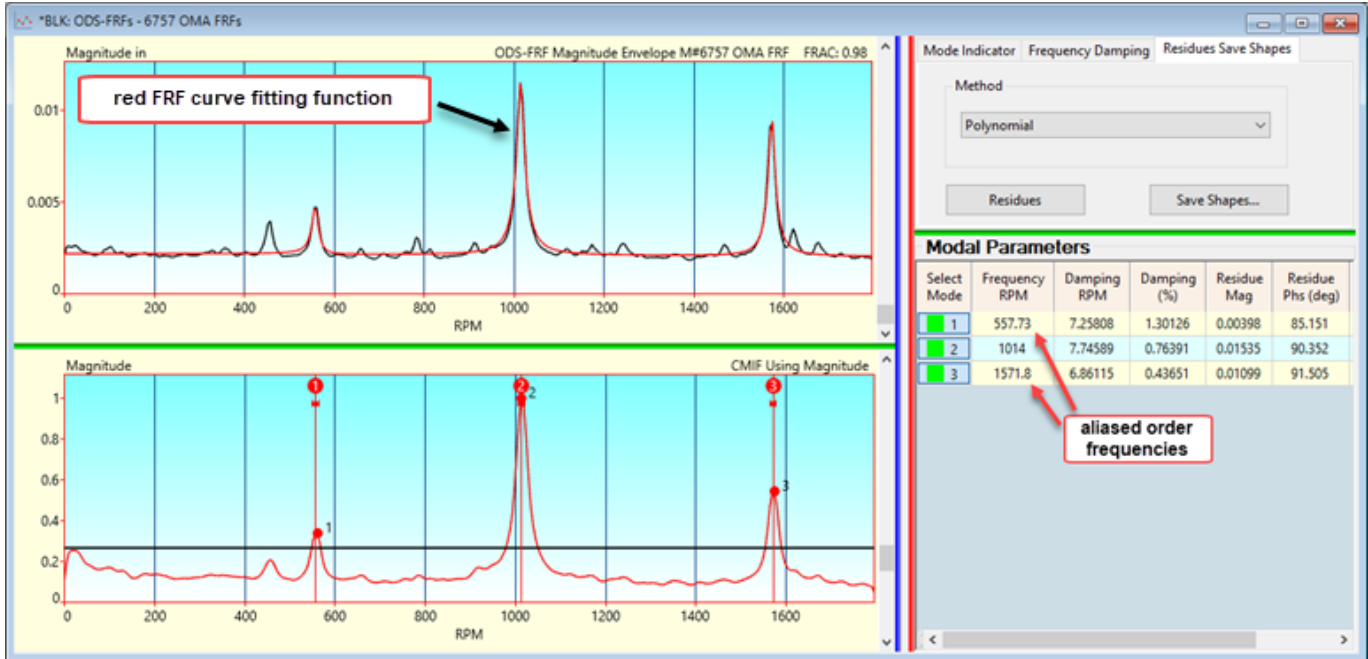 *BLK: ODS-FRFs - 6757 OMA FRFs
Magnitude in
ODS-FRF Magnitude Envelope M#6757 OMA FRF FRAC: 0.98
red FRF curve fitting function
0.01
0.005
0
0 200 400 600 800 1000 1200 1400 1600
RPM
Magnitude
CMIF Using Magnitude
1 2 3
1
0.8
0.6
0.4
0.2
0
1 2 3
0 200 400 600 800 1000 1200 1400 1600
RPM
Mode Indicator Frequency Damping Residues Save Shapes
Method
Polynomial
Residues Save Shapes...
Modal Parameters
Select Frequency Damping Damping Residue Residue
Mode RPM RPM (%) Mag Phs (deg)
1 557.73 7.25808 1.30126 0.00398 85.151
2 1014 7.74589 0.76391 0.01535 90.352
3 1571.8 6.86115 0.43651 0.01099 91.505
aliased order
frequencies